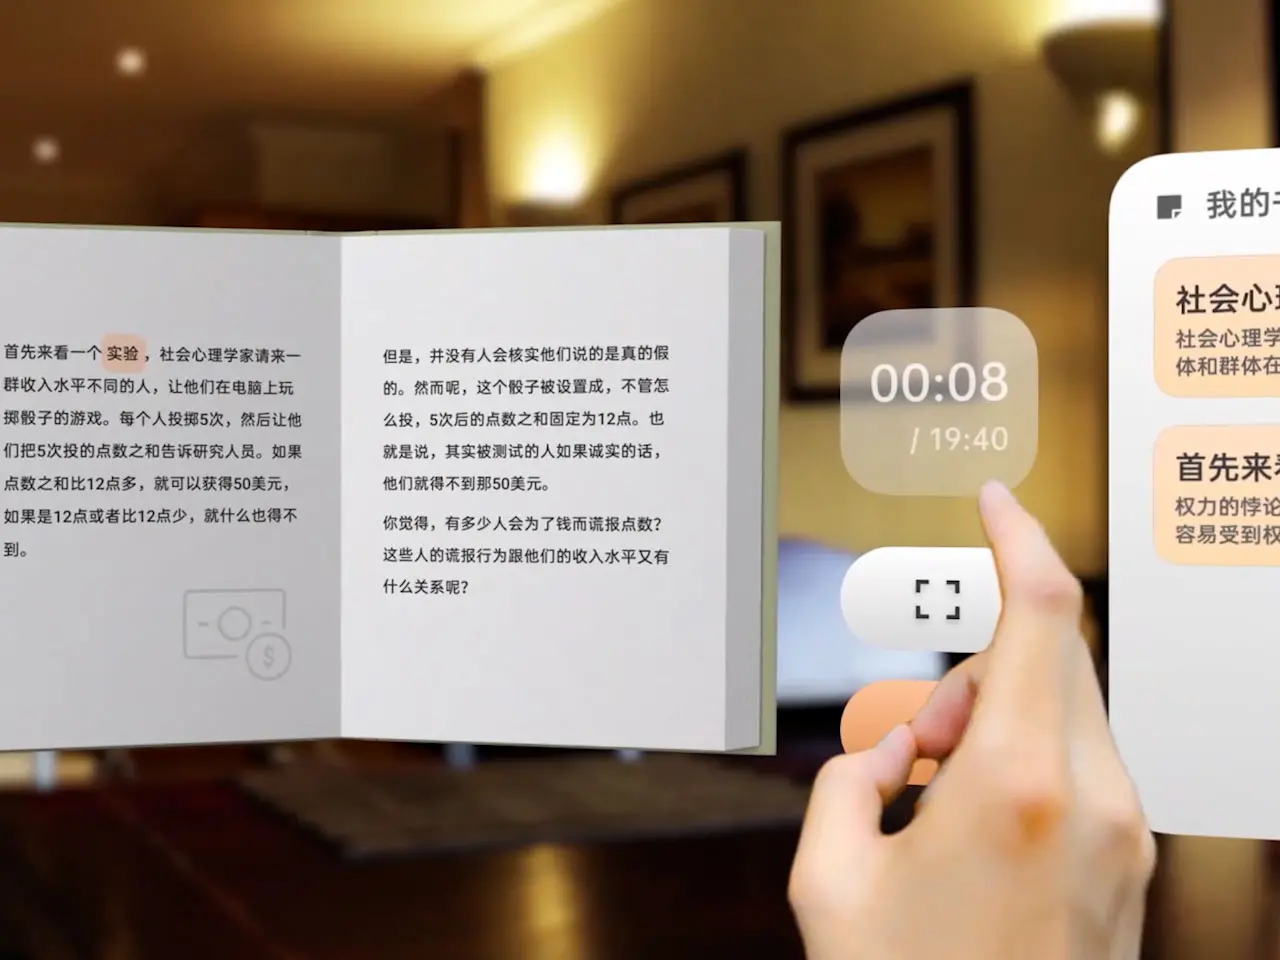 首先来看一个 实验 ，社会心理学家请来一
群收入水平不同的人，让他们在电脑上玩
掷骰子的游戏。每个人投掷5次，然后让他
们把5次投的点数之和告诉研究人员。如果
点数之和比12点多，就可以获得50美元，
如果是12点或者比12点少，就什么也得不
到。
$
但是，并没有人会核实他们说的是真的假
的。然而呢，这个骰子被设置成，不管怎
么投，5次后的点数之和固定为12点。也
就是说，其实被测试的人如果诚实的话，
他们就得不到那50美元。
你觉得，有多少人会为了钱而谎报点数？
这些人的谎报行为跟他们的收入水平又有
什么关系呢？
00:08
/ 19:40
我的
社会心理
社会心理学
体和群体在
首先来看
权力的悖论
容易受到权